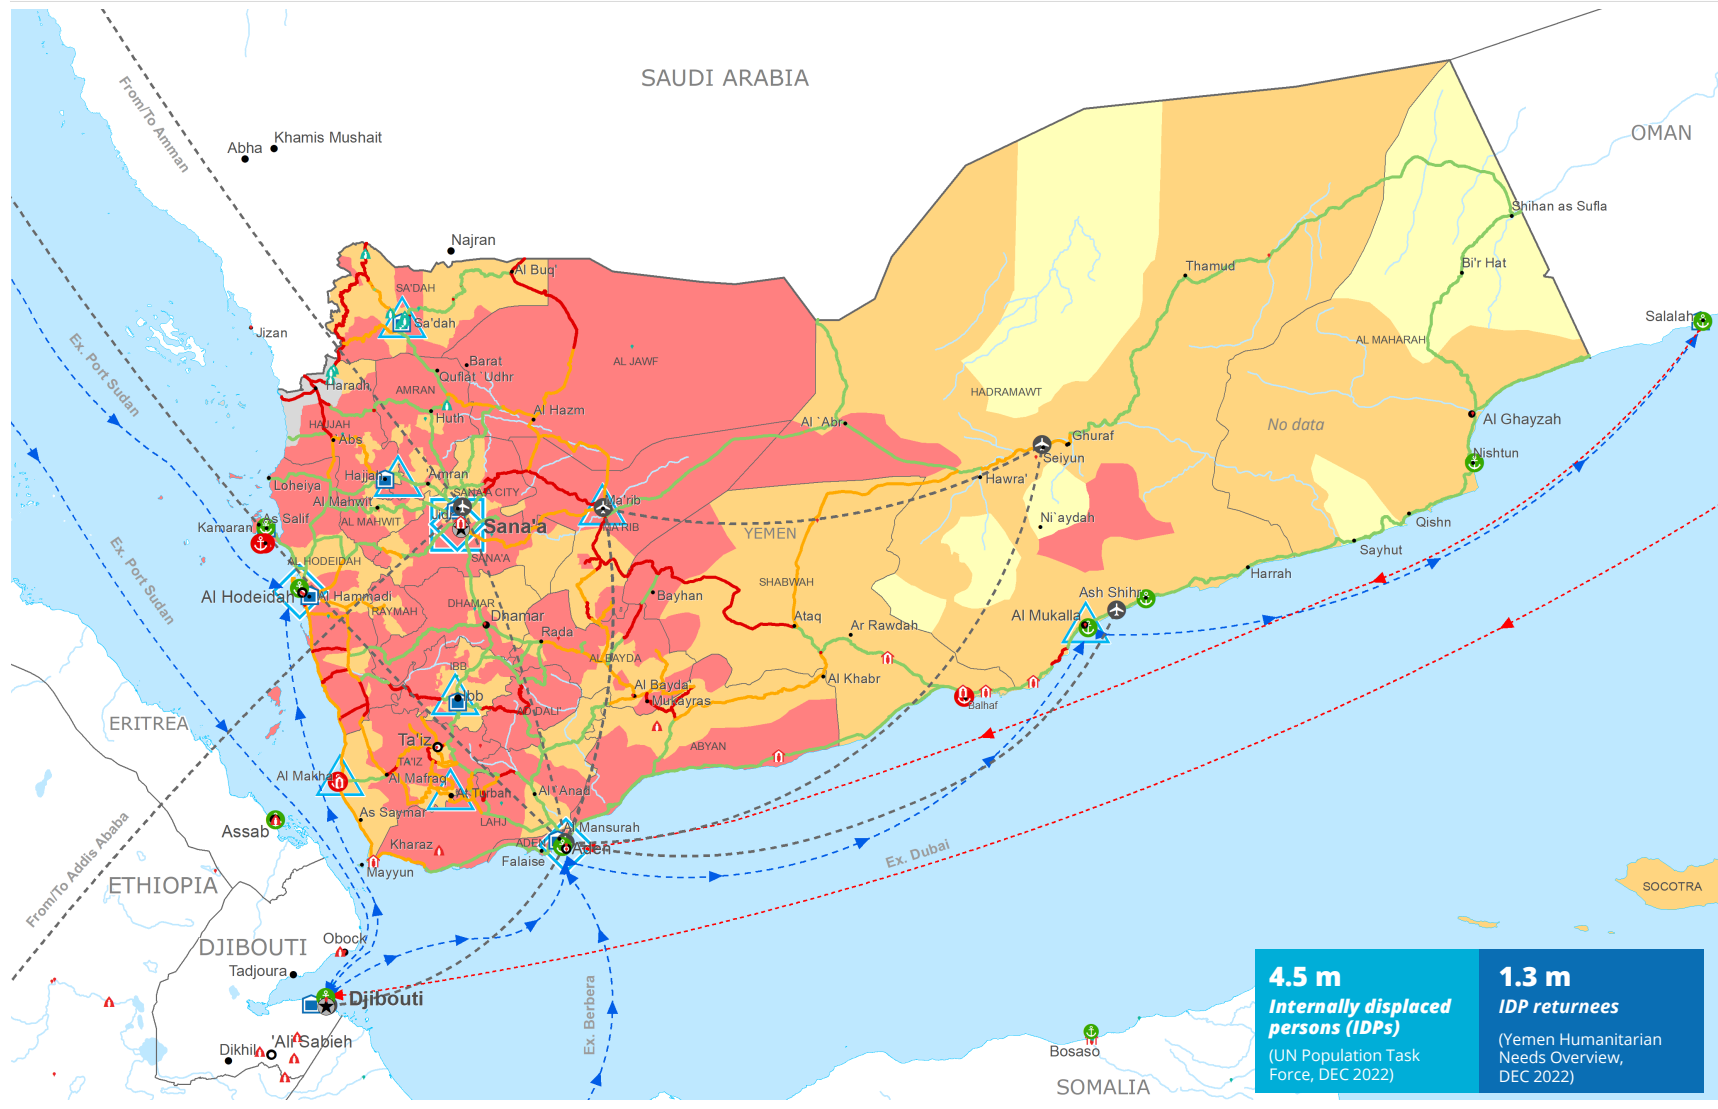 SAUDI ARABIA
OMAN
From/To Amman
Khamis Mushait
Abha
Najran
Shihan as Sufla
Al Buq'
Thamud
Bi'r Hat
SA'DAH
Sa'dah
Salalah
Jizan
Ex. Port Sudan
AL MAHARAH
Barat
AL JAWF
Quflat `Udhr
Haradh
AMRAN
HADRAMAWT
Al Hazm
Huth
HAJJAH
Al `Abr
No data
Al Ghayzah
Abs
Ghuraf
Seiyun
Nishtun
Hajjah
Amran
Hawra'
Loheiya
SANA'A CITY
Al Mahwit
Ma'rib
As Salif
Kamaran
AL MAHWIT
Sana'a
MA'RIB
YEMEN
Ni`aydah
Qishn
Sayhut
SANA'A
AL HODEIDAH
Ex. Port Sudan
SHABWAH
Harrah
Al Hodeidah
Al Hammadi
RAYMAH
DHAMAR
Bayhan
Ash Shihr
Dhamar
Ataq
Al Mukalla
Ar Rawdah
Rada
AL BAYDA
IBB
Ibb
Al Khabr
Al Bayda'
Mukayras
Balhaf
AD DALI'
ERITREA
Ta'iz
ABYAN
TA'IZ
Al Makha
Al Mafraq
At Turbah
Al `Anad
As Saymar
LAHJ
Assab
Al Mansurah
ADEN
Aden
Kharaz
Falaise
Ex. Dubai
Mayyun
From/To Addis Ababa
ETHIOPIA
SOCOTRA
DJIBOUTI
Obock
Tadjoura
Djibouti
Ex. Berbera
'Ali Sabieh
Dikhil
Bosaso
SOMALIA
4.5 m
Internally displaced
persons (IDPs)
(UN Population Task
Force, DEC 2022)
1.3 m
IDP returnees
(Yemen Humanitarian
Needs Overview,
DEC 2022)